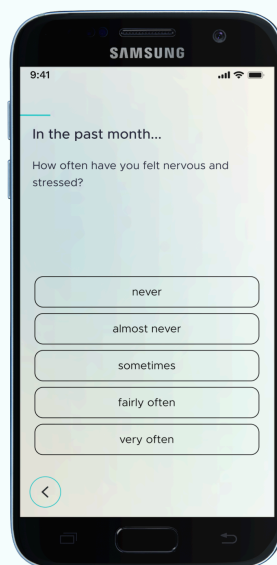 SAMSUNG
9:41
In the past month...
How often have you felt nervous and
stressed?
never
almost never
sometimes
fairly often
very often